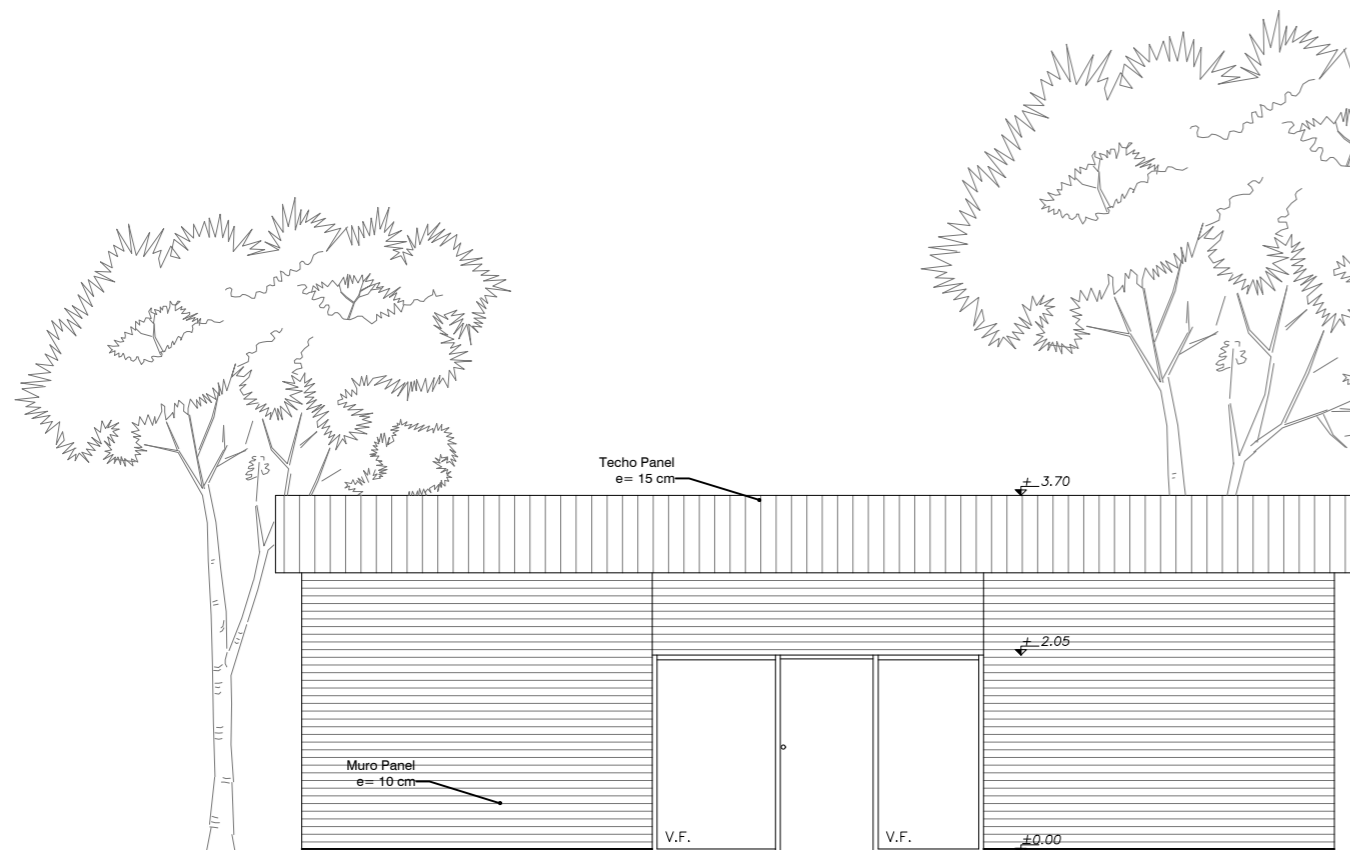 Techo Panel
e= 15 cm
+ 3.70
+ 2.05
Muro Panel
e= 10 cm
V.F.
V.F.
±0.00